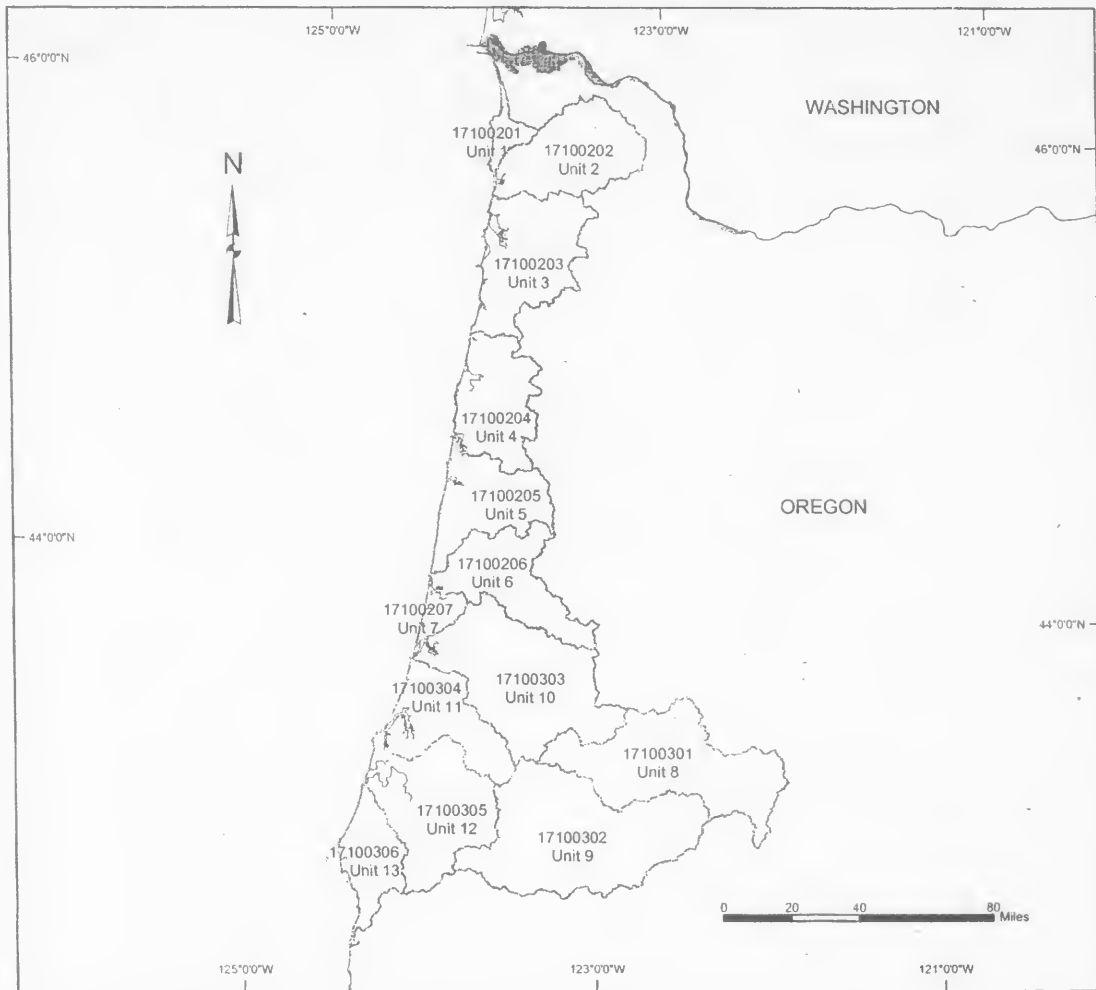 125°0'0"W
123°0'0"W
121°0'0"W
46°0'0"N
WASHINGTON
17100201
Unit 1
17100202
Unit 2
46°0'0"N
N
17100203
Unit 3
17100204
Unit 4
17100205
Unit 5
OREGON
44°0'0"N
17100206
Unit 6
17100207
Unit 7
44°0'0"N
17100303
Unit 10
17100304
Unit 11
17100301
Unit 8
17100305
Unit 12
17100302
Unit 9
17100306
Unit 13
0 20 40 80
Miles
125°0'0"W
123°0'0"W
121°0'0"W